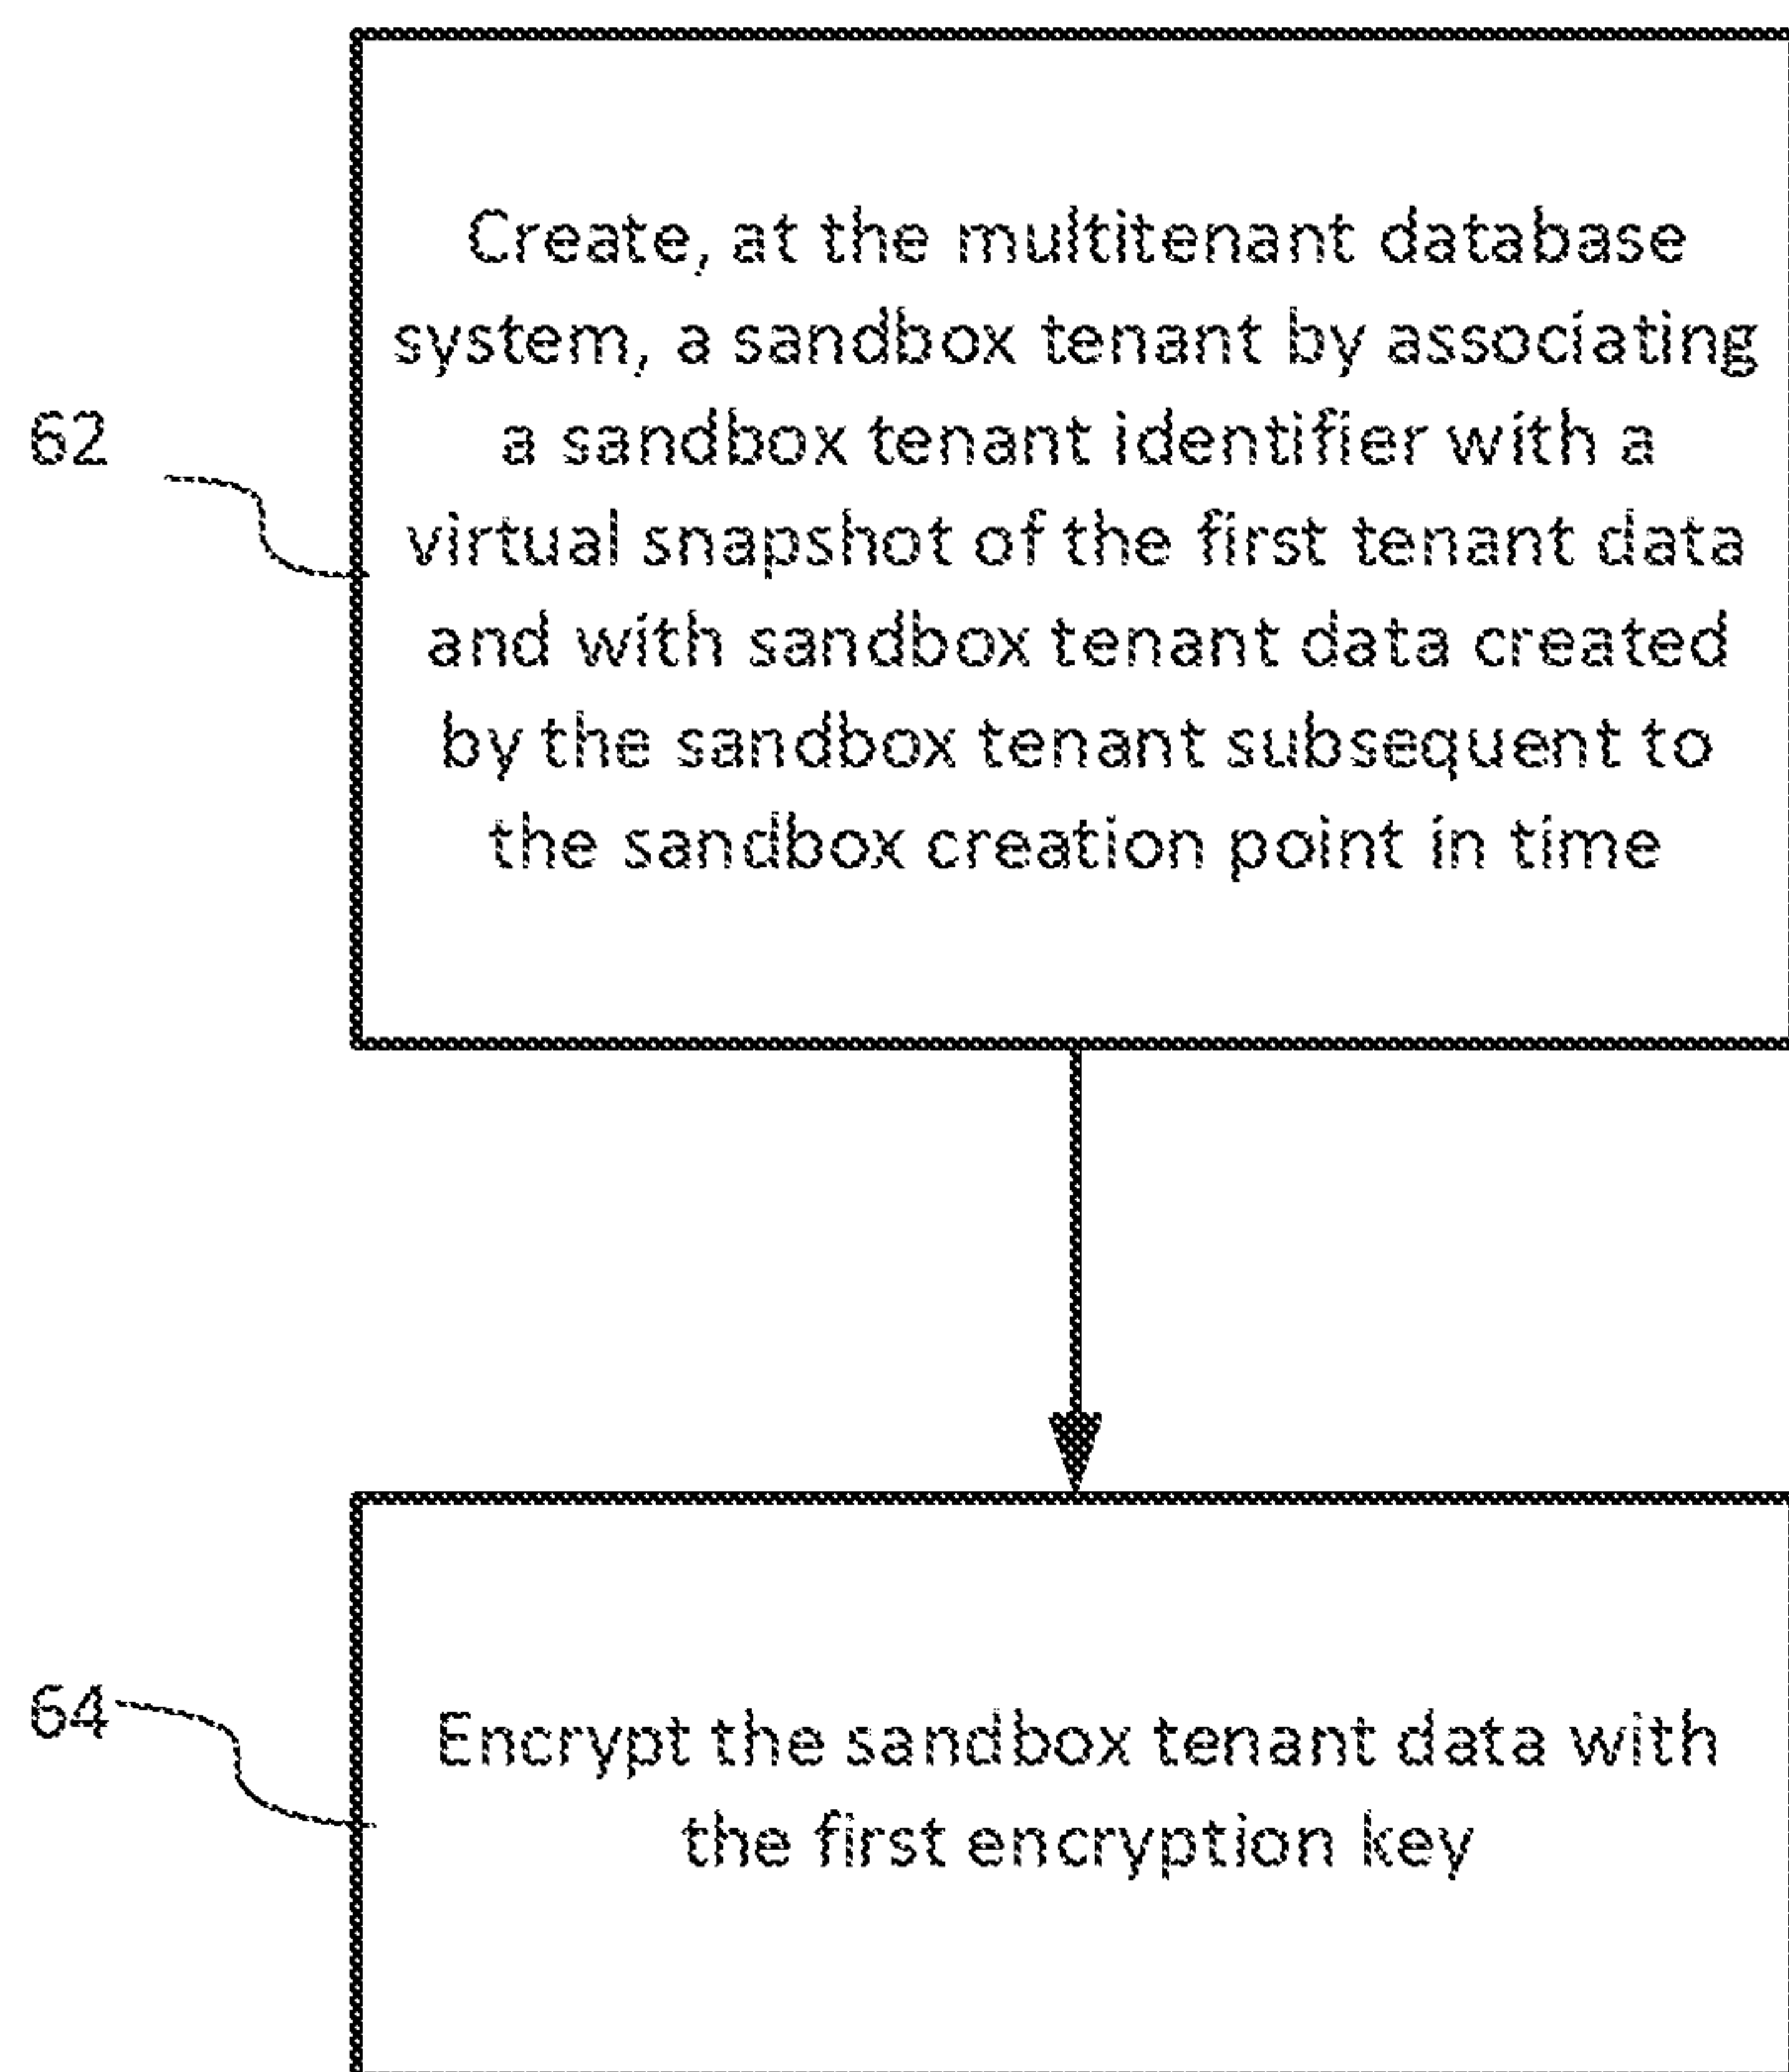 Create, at the multitenant database
system, a sandbox tenant by associating
62
a sandbox tenant identifier with a
virtual snapshot of the first tenant data
and with sandbox tenant data created
by the sandbox tenant subsequent to
the sandbox creation point in time
64
Encrypt the sandbox tenant data with
the first encryption key